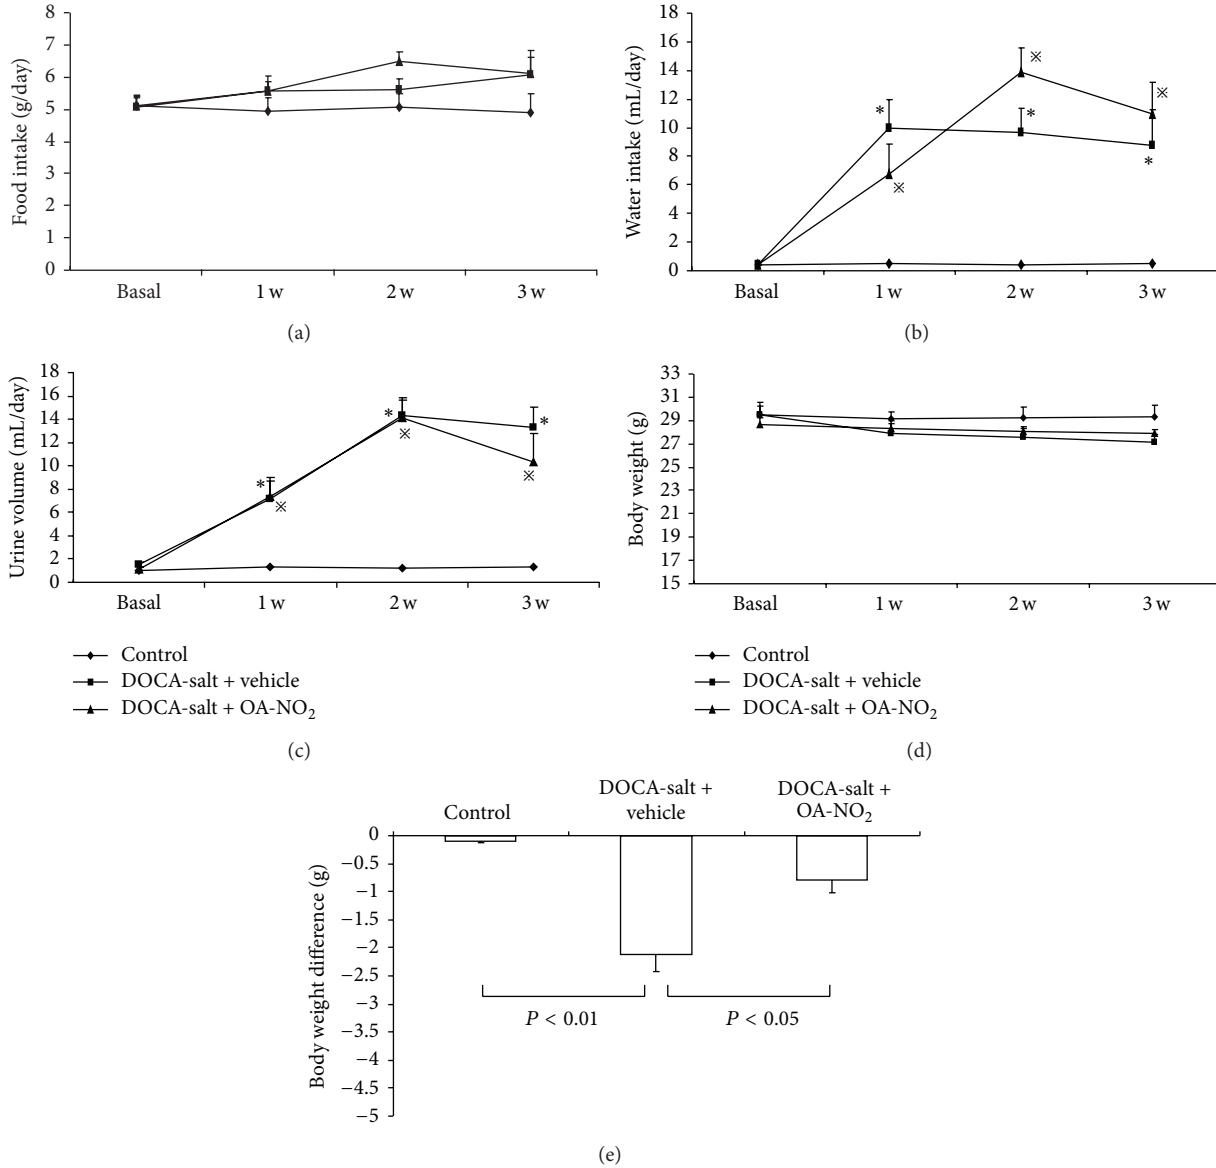 8
7
6
5
4
3
2
1
0
Food intake (g/day)
Basal 1 w 2 w 3 w
(a)
18
16
14
12
10
8
6
4
2
0
Water intake (mL/day)
※
※
*
*
*
※
Basal 1 w 2 w 3 w
(b)
18
16
14
12
10
8
6
4
2
0
Urine volume (mL/day)
*
*
※
*
※
※
Basal 1 w 2 w 3 w
Control
DOCA-salt + vehicle
DOCA-salt + OA-NO₂
(c)
33
31
29
27
25
23
21
19
17
15
Body weight (g)
Basal 1 w 2 w 3 w
Control
DOCA-salt + vehicle
DOCA-salt + OA-NO₂
(d)
Control
DOCA-salt +
vehicle
DOCA-salt +
OA-NO₂
0
−0.5
−1
−1.5
−2
−2.5
−3
−3.5
−4
−4.5
−5
Body weight difference (g)
P < 0.01
P < 0.05
(e)